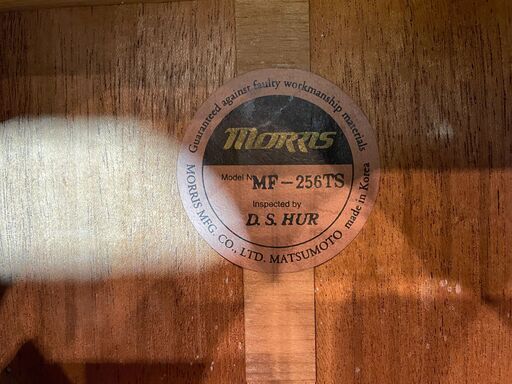 Guaranteed against faulty workmanship materials
MORRIS
Model N. MF-256TS
Inspected by
D. S. HUR
MORRIS MFG. CO., LTD. MATSUMOTO made in Korea